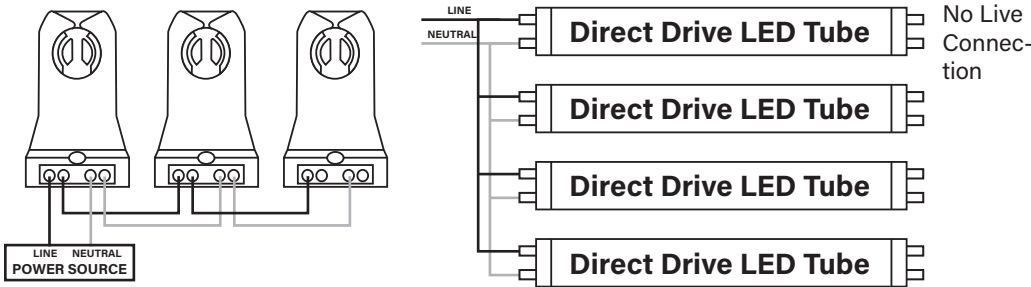 LINE NEUTRAL
POWER SOURCE
LINE
NEUTRAL
Direct Drive LED Tube
No Live
Connec-
tion
Direct Drive LED Tube
Direct Drive LED Tube
Direct Drive LED Tube